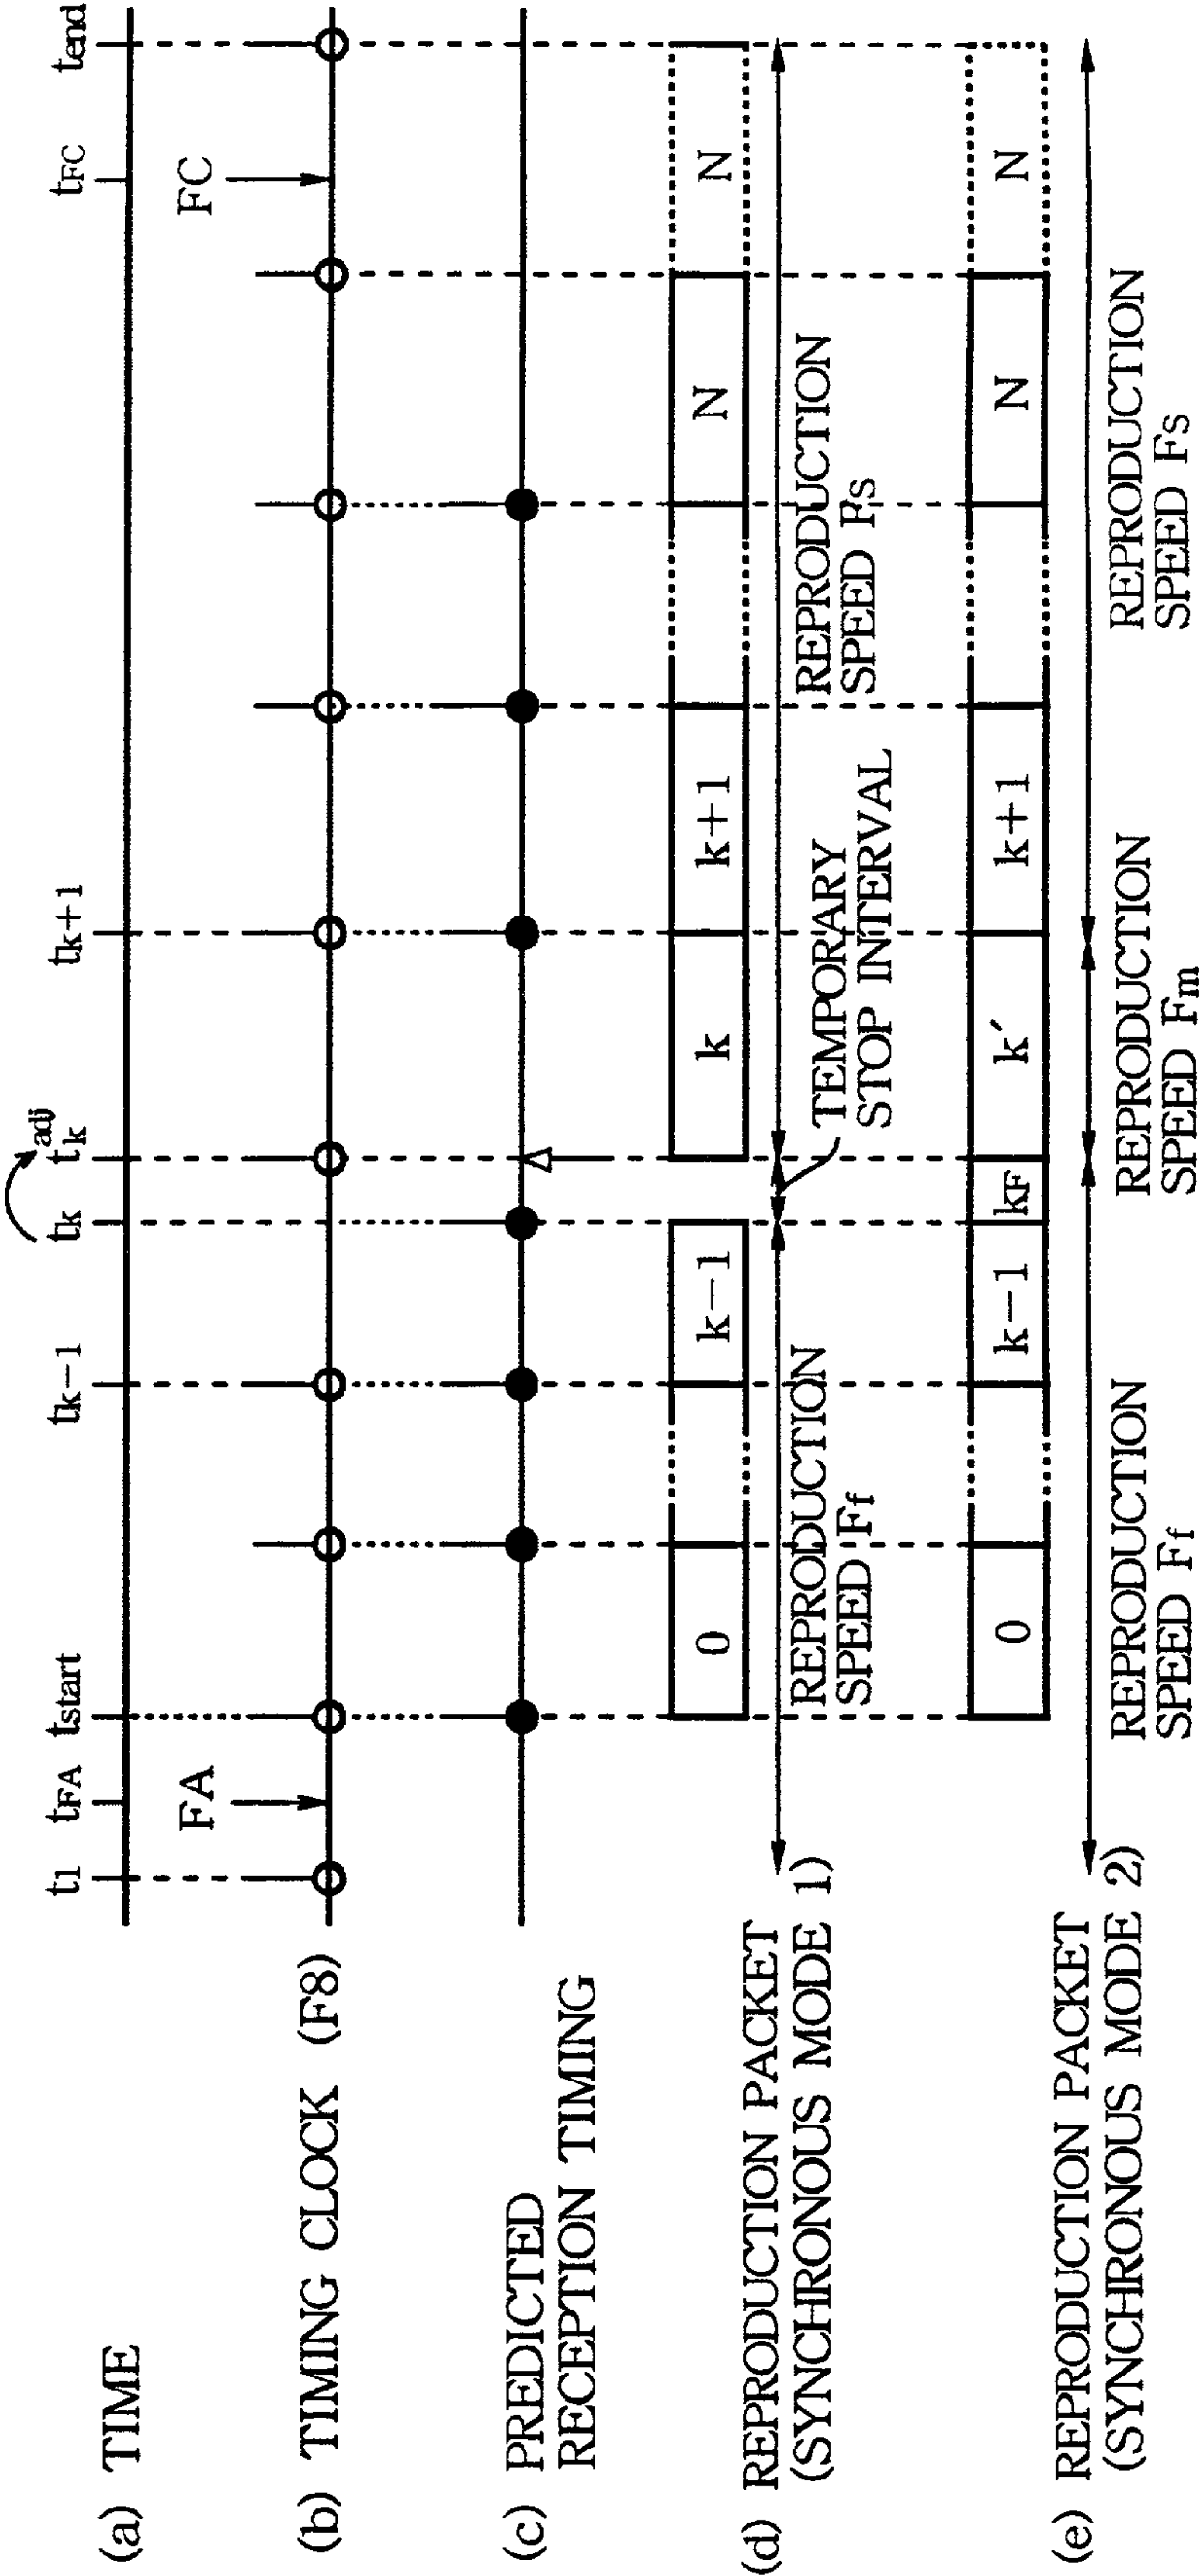 (a) TIME
t1 tFA tstart tk−1 tk tk adj tk+1 tFC tend
(b) TIMING CLOCK (F8)
FA
FC
(c) PREDICTED
RECEPTION TIMING
(d) REPRODUCTION PACKET
(SYNCHRONOUS MODE 1)
0 k−1 k k+1 N N
REPRODUCTION
SPEED Ff
TEMPORARY
STOP INTERVAL
REPRODUCTION
SPEED Fs
(e) REPRODUCTION PACKET
(SYNCHRONOUS MODE 2)
0 k−1 kF k′ k+1 N N
REPRODUCTION
SPEED Ff
REPRODUCTION
SPEED Fm
REPRODUCTION
SPEED Fs